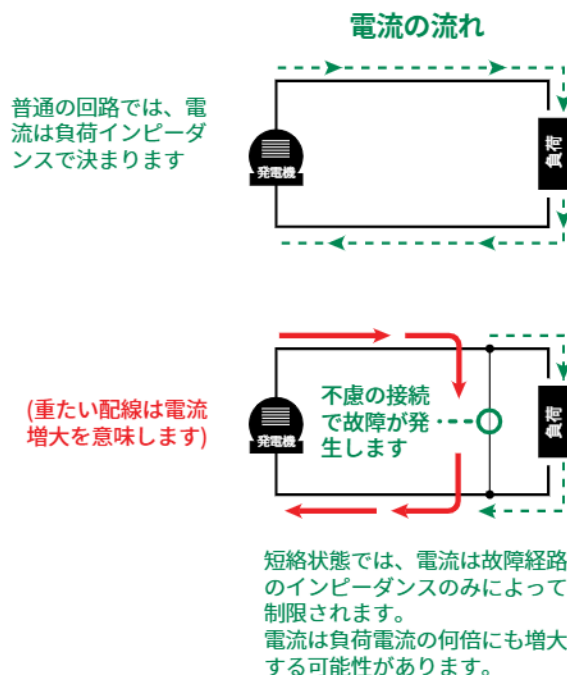 電流の流れ
普通の回路では、電
流は負荷インピーダ
ンスで決まります
発電機
負荷
(重たい配線は電流
増大を意味します)
発電機
不慮の接続
で故障が発
生します
負荷
短絡状態では、電流は故障経路
のインピーダンスのみによって
制限されます。
電流は負荷電流の何倍にも増大
する可能性があります。